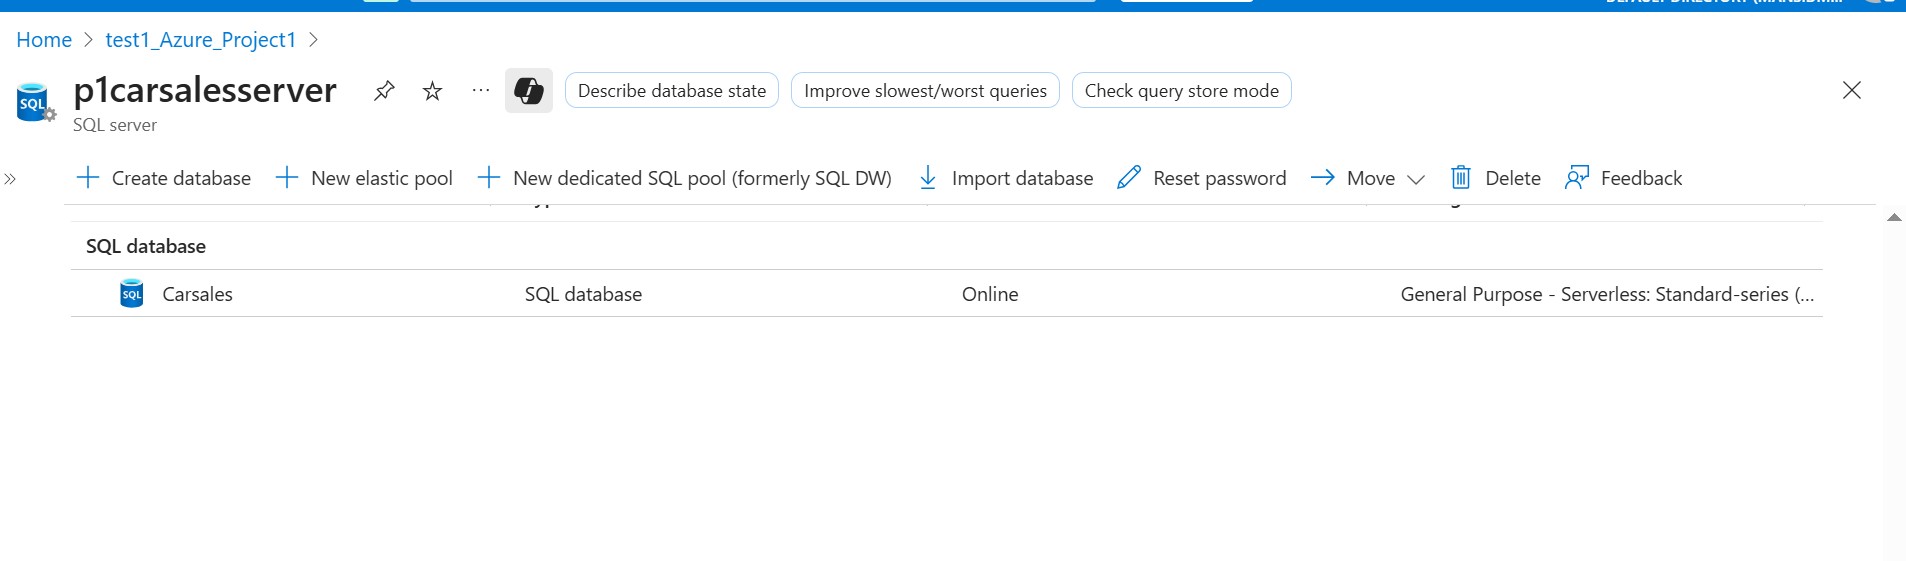 Home > test1_Azure_Project1 >
p1carsalesserver
Describe database state
Improve slowest/worst queries
Check query store mode
SQL
SQL server
Create database
New elastic pool
New dedicated SQL pool (formerly SQL DW)
Import database
Reset password
Move
Delete
Feedback
SQL database
SQL
Carsales
SQL database
Online
General Purpose - Serverless: Standard-series (...